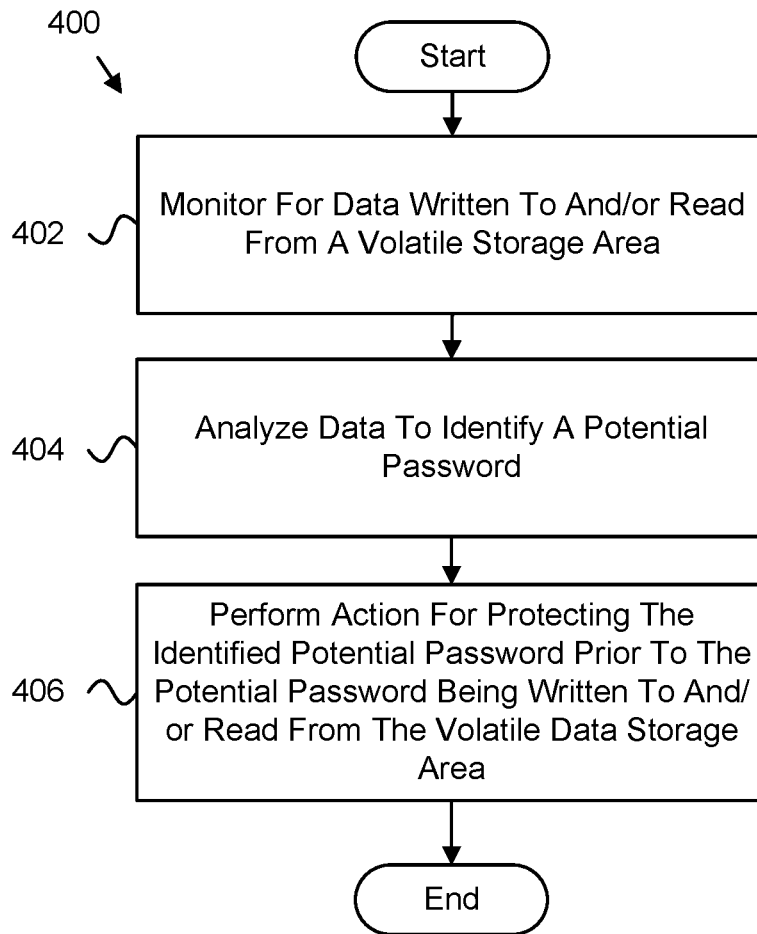 400
Start
402
Monitor For Data Written To And/or Read
From A Volatile Storage Area
404
Analyze Data To Identify A Potential
Password
406
Perform Action For Protecting The
Identified Potential Password Prior To The
Potential Password Being Written To And/
or Read From The Volatile Data Storage
Area
End